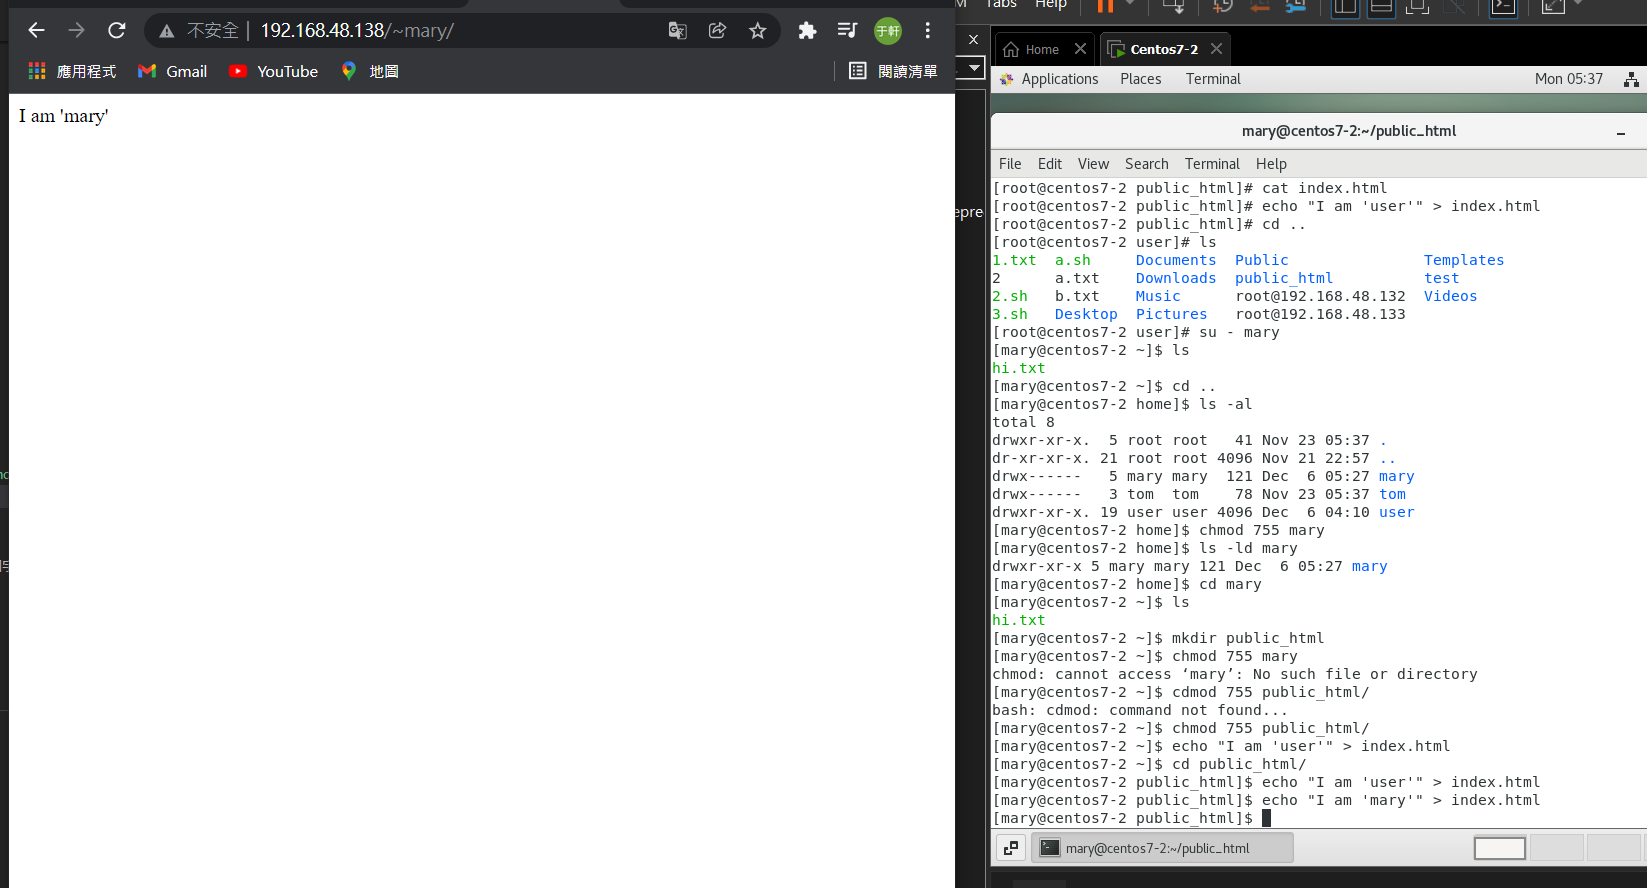 不安全 | 192.168.48.138/~mary/
于軒
應用程式 Gmail YouTube 地圖
閱讀清單
I am 'mary'
epre
Tabs Help
Home Centos7-2
Applications Places Terminal Mon 05:37
mary@centos7-2:~/public_html
File Edit View Search Terminal Help
[root@centos7-2 public_html]# cat index.html
[root@centos7-2 public_html]# echo "I am 'user'" > index.html
[root@centos7-2 public_html]# cd ..
[root@centos7-2 user]# ls
1.txt a.sh Documents Public Templates
2 a.txt Downloads public_html test
2.sh b.txt Music root@192.168.48.132 Videos
3.sh Desktop Pictures root@192.168.48.133
[root@centos7-2 user]# su - mary
[mary@centos7-2 ~]$ ls
hi.txt
[mary@centos7-2 ~]$ cd ..
[mary@centos7-2 home]$ ls -al
total 8
drwxr-xr-x. 5 root root 41 Nov 23 05:37 .
dr-xr-xr-x. 21 root root 4096 Nov 21 22:57 ..
drwx------ 5 mary mary 121 Dec 6 05:27 mary
drwx------ 3 tom tom 78 Nov 23 05:37 tom
drwxr-xr-x. 19 user user 4096 Dec 6 04:10 user
[mary@centos7-2 home]$ chmod 755 mary
[mary@centos7-2 home]$ ls -ld mary
drwxr-xr-x 5 mary mary 121 Dec 6 05:27 mary
[mary@centos7-2 home]$ cd mary
[mary@centos7-2 ~]$ ls
hi.txt
[mary@centos7-2 ~]$ mkdir public_html
[mary@centos7-2 ~]$ chmod 755 mary
chmod: cannot access ‘mary’: No such file or directory
[mary@centos7-2 ~]$ cdmod 755 public_html/
bash: cdmod: command not found...
[mary@centos7-2 ~]$ chmod 755 public_html/
[mary@centos7-2 ~]$ echo "I am 'user'" > index.html
[mary@centos7-2 ~]$ cd public_html/
[mary@centos7-2 public_html]$ echo "I am 'user'" > index.html
[mary@centos7-2 public_html]$ echo "I am 'mary'" > index.html
[mary@centos7-2 public_html]$
mary@centos7-2:~/public_html